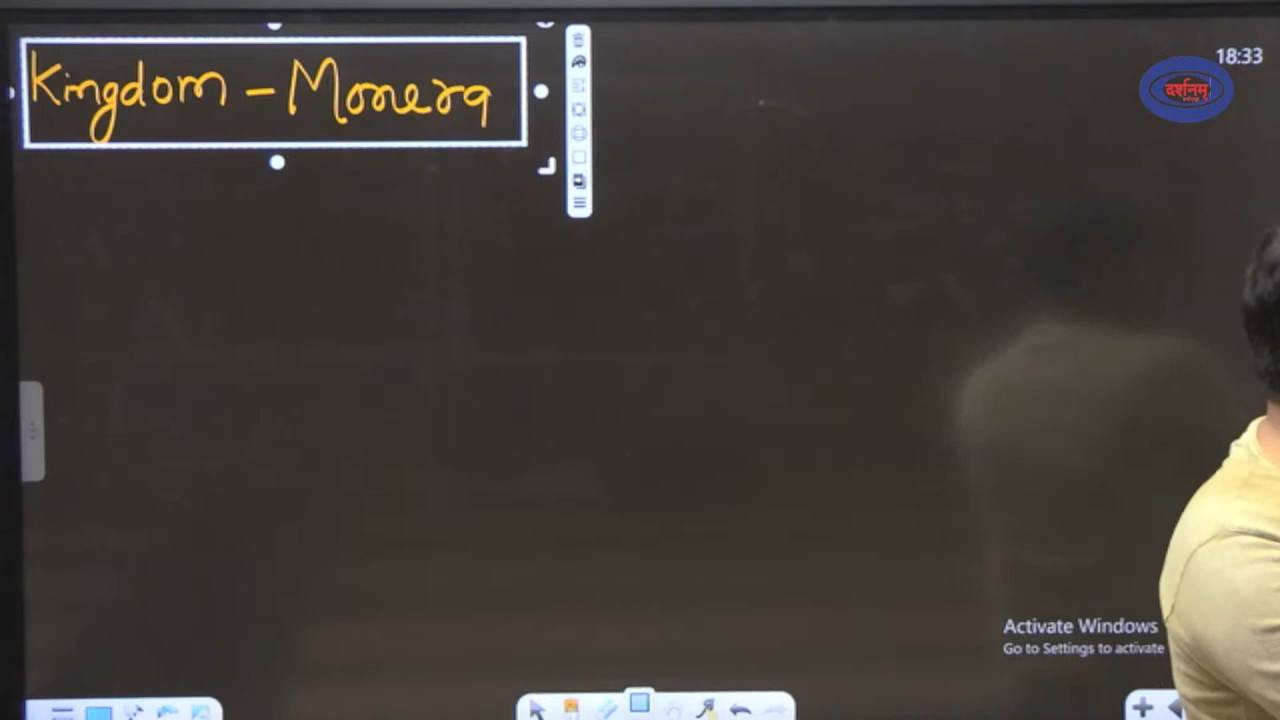 Kingdom - Monera
18:33
दर्शनम्
Activate Windows
Go to Settings to activate